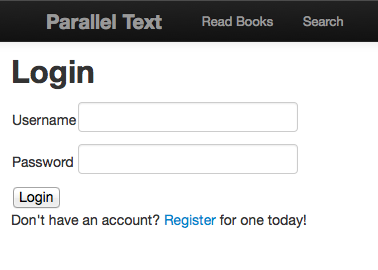 Parallel Text Read Books Search
Login
Username
Password
Login
Don't have an account? Register for one today!